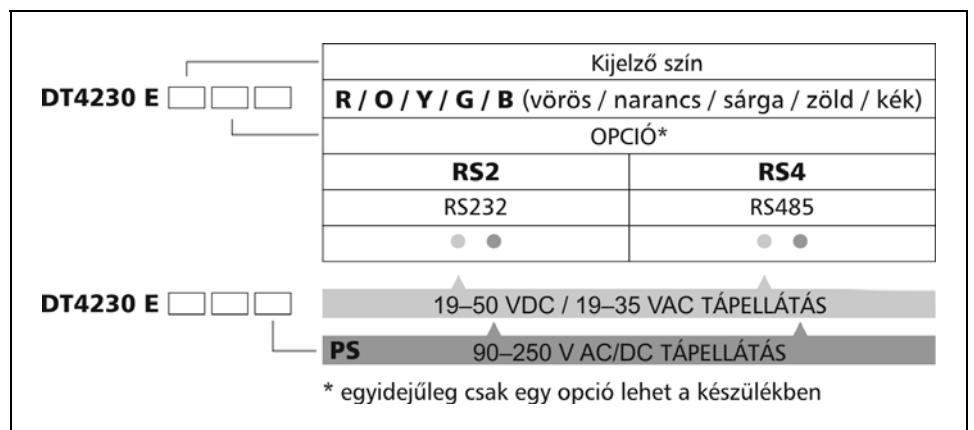 Kijelző szín
DT4230 E
R / O / Y / G / B (vörös / narancs / sárga / zöld / kék)
OPCIÓ*
RS2 RS4
RS232 RS485
DT4230 E
19–50 VDC / 19–35 VAC TÁPELLÁTÁS
PS 90–250 V AC/DC TÁPELLÁTÁS
* egyidejűleg csak egy opció lehet a készülékben